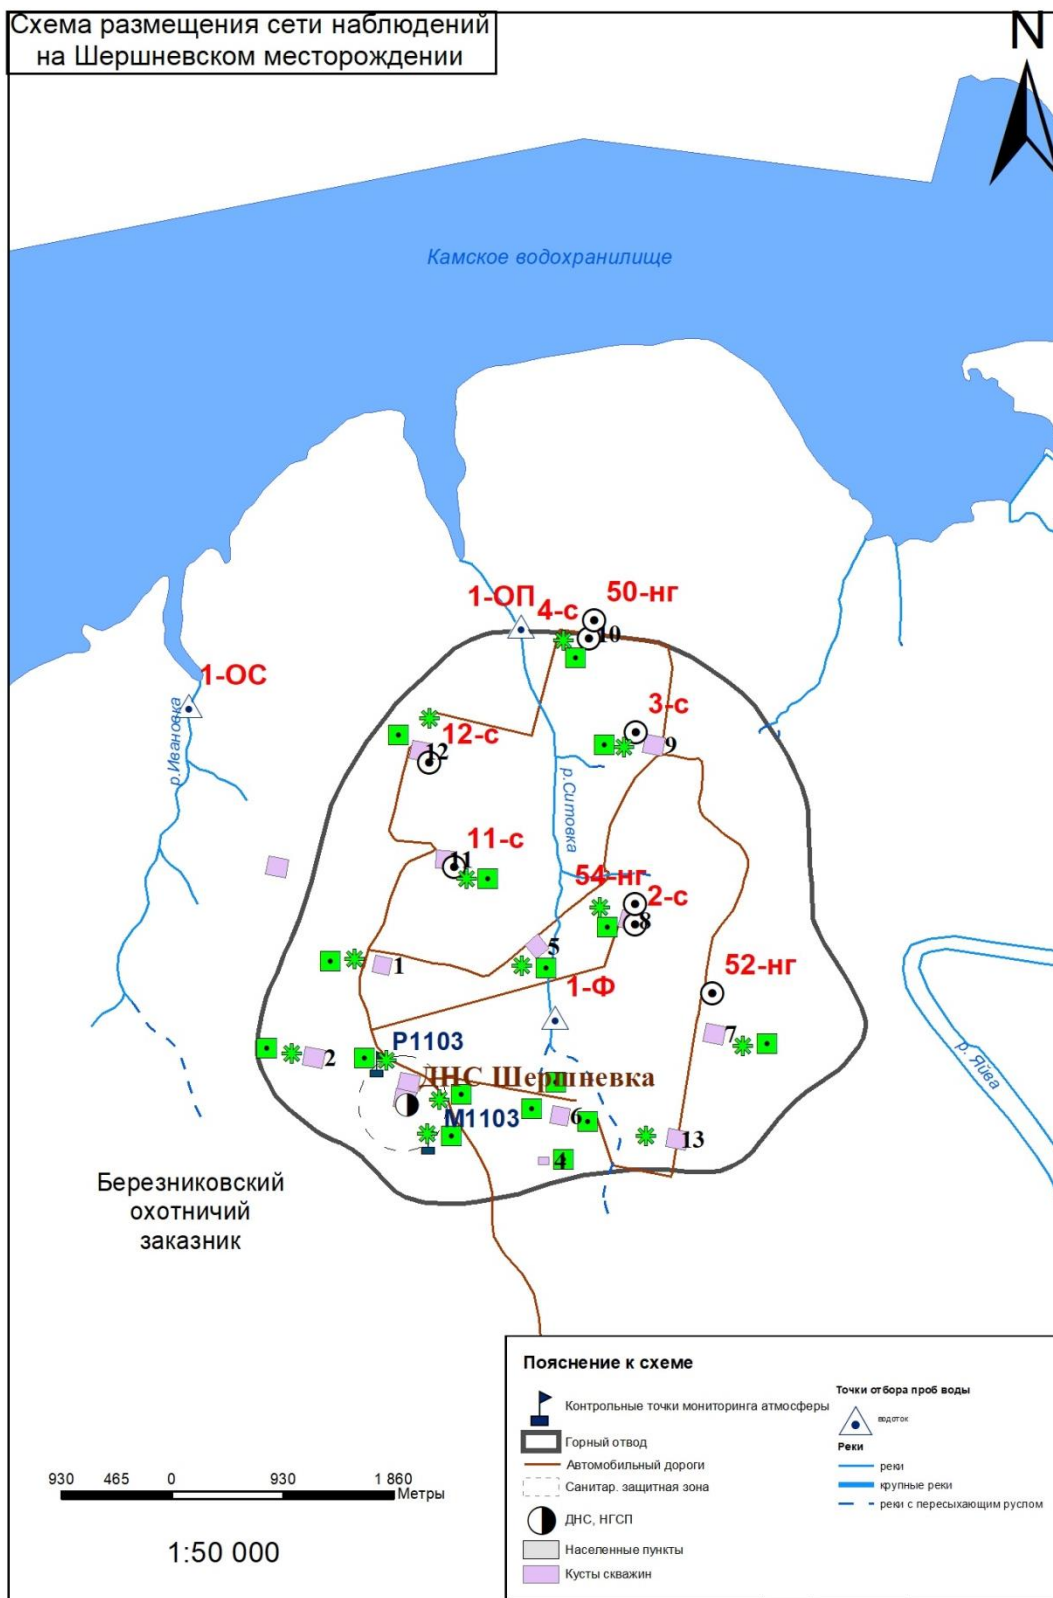 Схема размещения сети наблюдений
на Шершневском месторождении
N
Камское водохранилище
50-нг
1-ОП
4-с
10
1-ОС
3-с
9
12-с
12
р.Ивановка
р.Ситовка
11-с
11
54-нг
2-с
8
5
1
52-нг
1-Ф
7
2
Р1103
ДНС Шершневка
М1103
6
13
4
р. Яйва
Березниковский
охотничий
заказник
Пояснение к схеме
Контрольные точки мониторинга атмосферы
Горный отвод
Автомобильный дороги
Санитар. защитная зона
ДНС, НГСП
Населенные пункты
Кусты скважин
Точки отбора проб воды
водоток
Реки
реки
крупные реки
реки с пересыхающим руслом
930 465 0 930 1 860
Метры
1:50 000